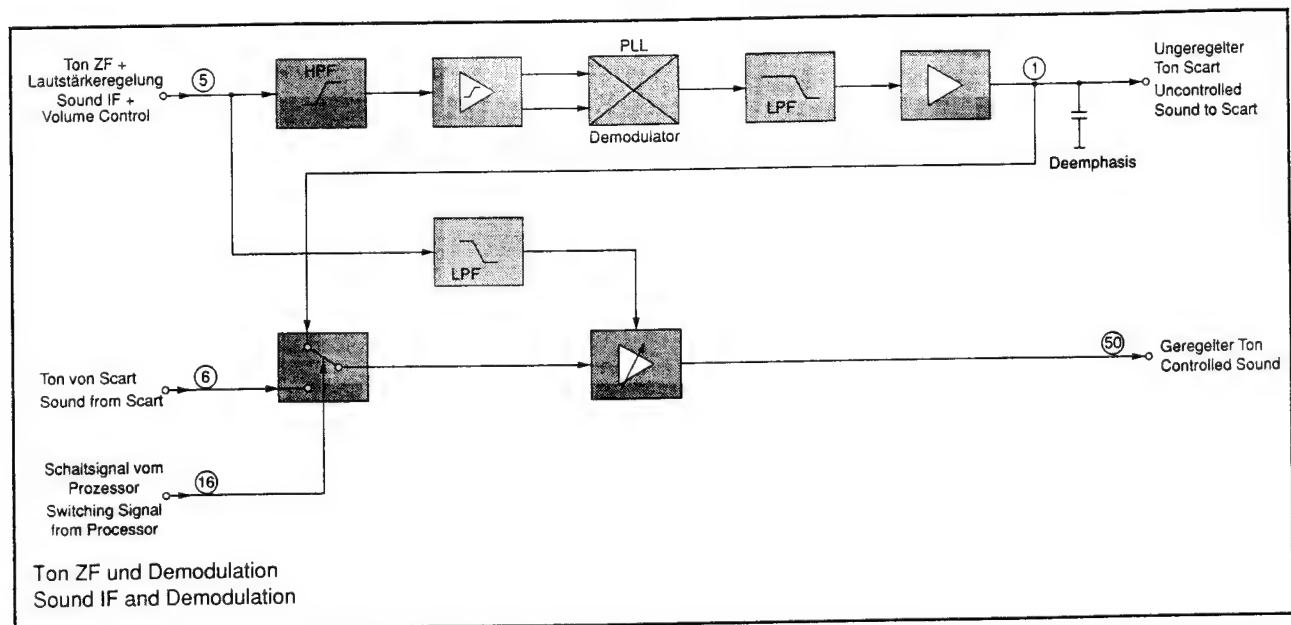 Ton ZF +
Lautstärkeregelung
Sound IF +
Volume Control
5
HPF
PLL
Demodulator
LPF
1
Ungeregelter
Ton Scart
Uncontrolled
Sound to Scart
Deemphasis
LPF
Ton von Scart
Sound from Scart
6
50
Geregelter Ton
Controlled Sound
Schaltsignal vom
Prozessor
Switching Signal
from Processor
16
Ton ZF und Demodulation
Sound IF and Demodulation